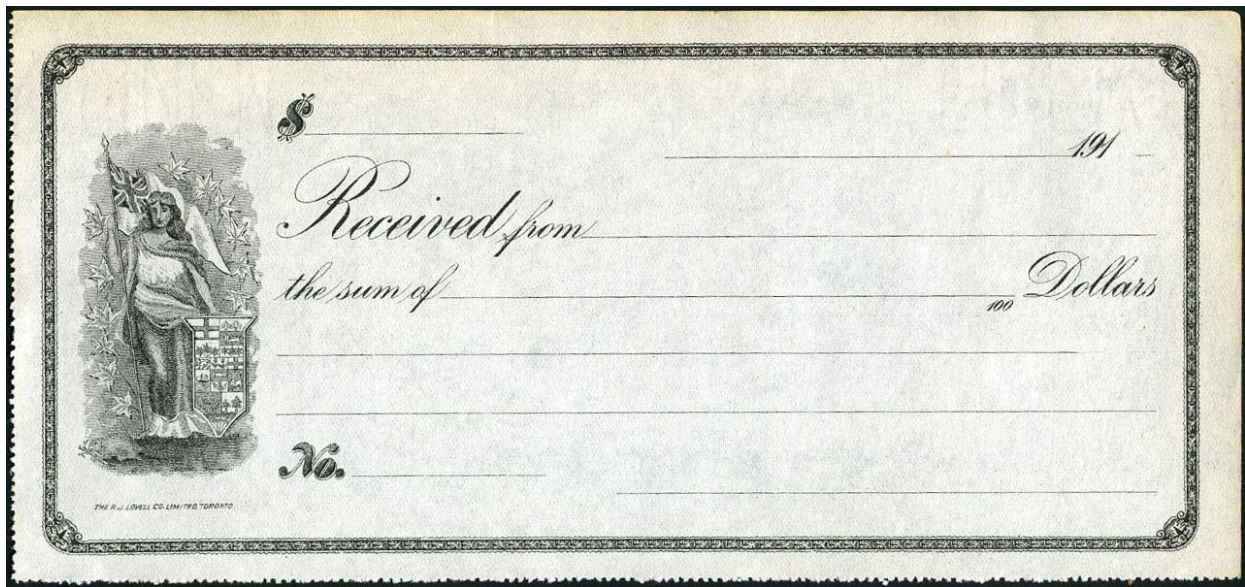 $
191
Received from
the sum of
100 Dollars
No.
THE R.J. LOVELL CO. LIMITED, TORONTO